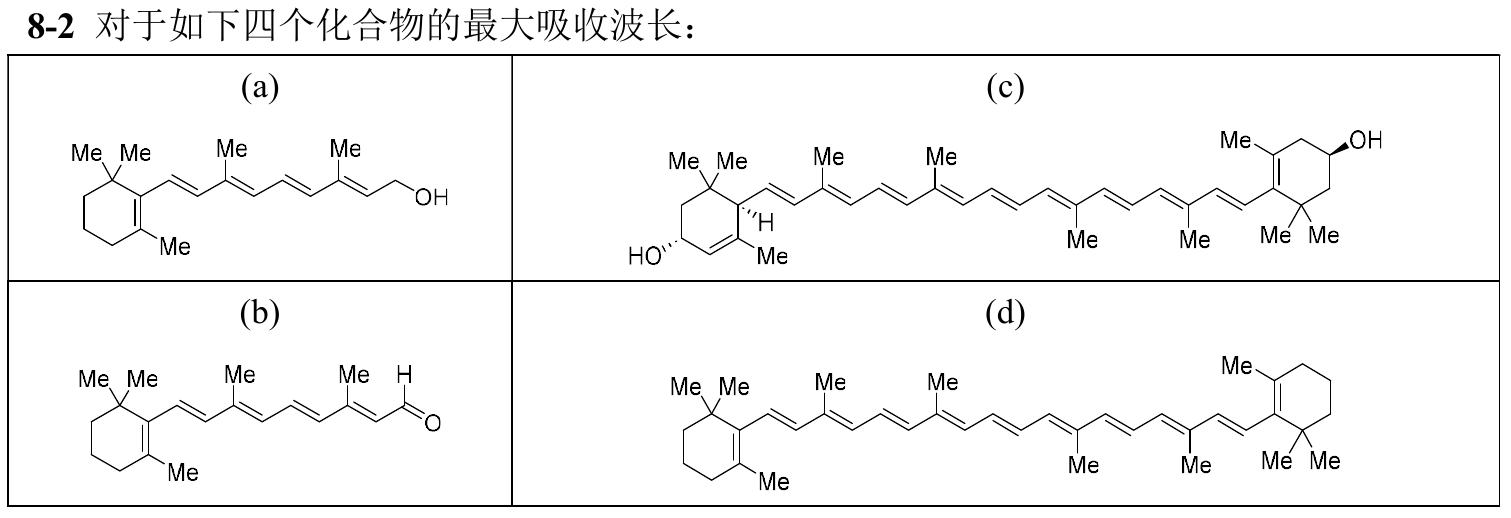 8-2 对于如下四个化合物的最大吸收波长：
(a)
Me Me Me Me
OH
Me
(c)
Me Me Me Me Me OH
H
HO Me Me Me Me Me
(b)
Me Me Me Me H
O
Me
(d)
Me Me Me Me Me
Me Me Me Me Me